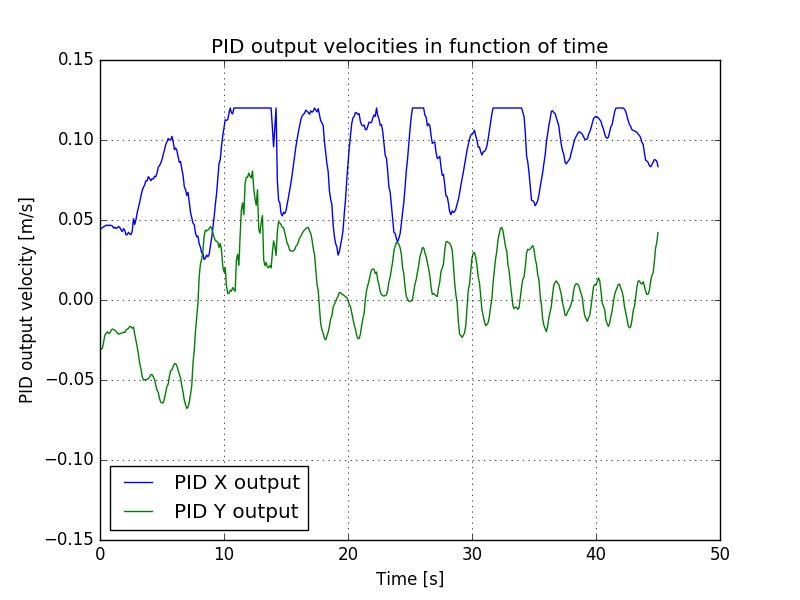 PID output velocities in function of time
0.15
0.10
0.05
0.00
−0.05
−0.10
−0.15
PID output velocity [m/s]
PID X output
PID Y output
0 10 20 30 40 50
Time [s]